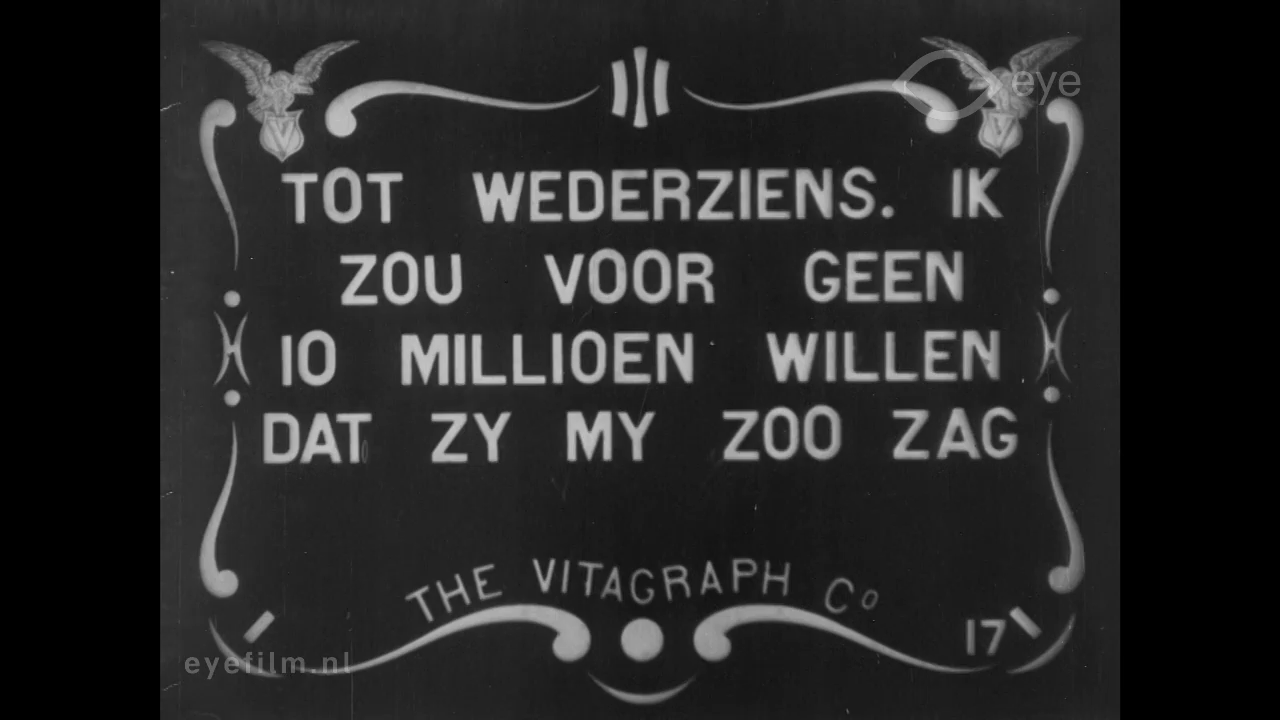 eye
TOT WEDERZIENS. IK
ZOU VOOR GEEN
10 MILLIOEN WILLEN
DAT ZY MY ZOO ZAG
THE VITAGRAPH Co
17
eyefilm.nl